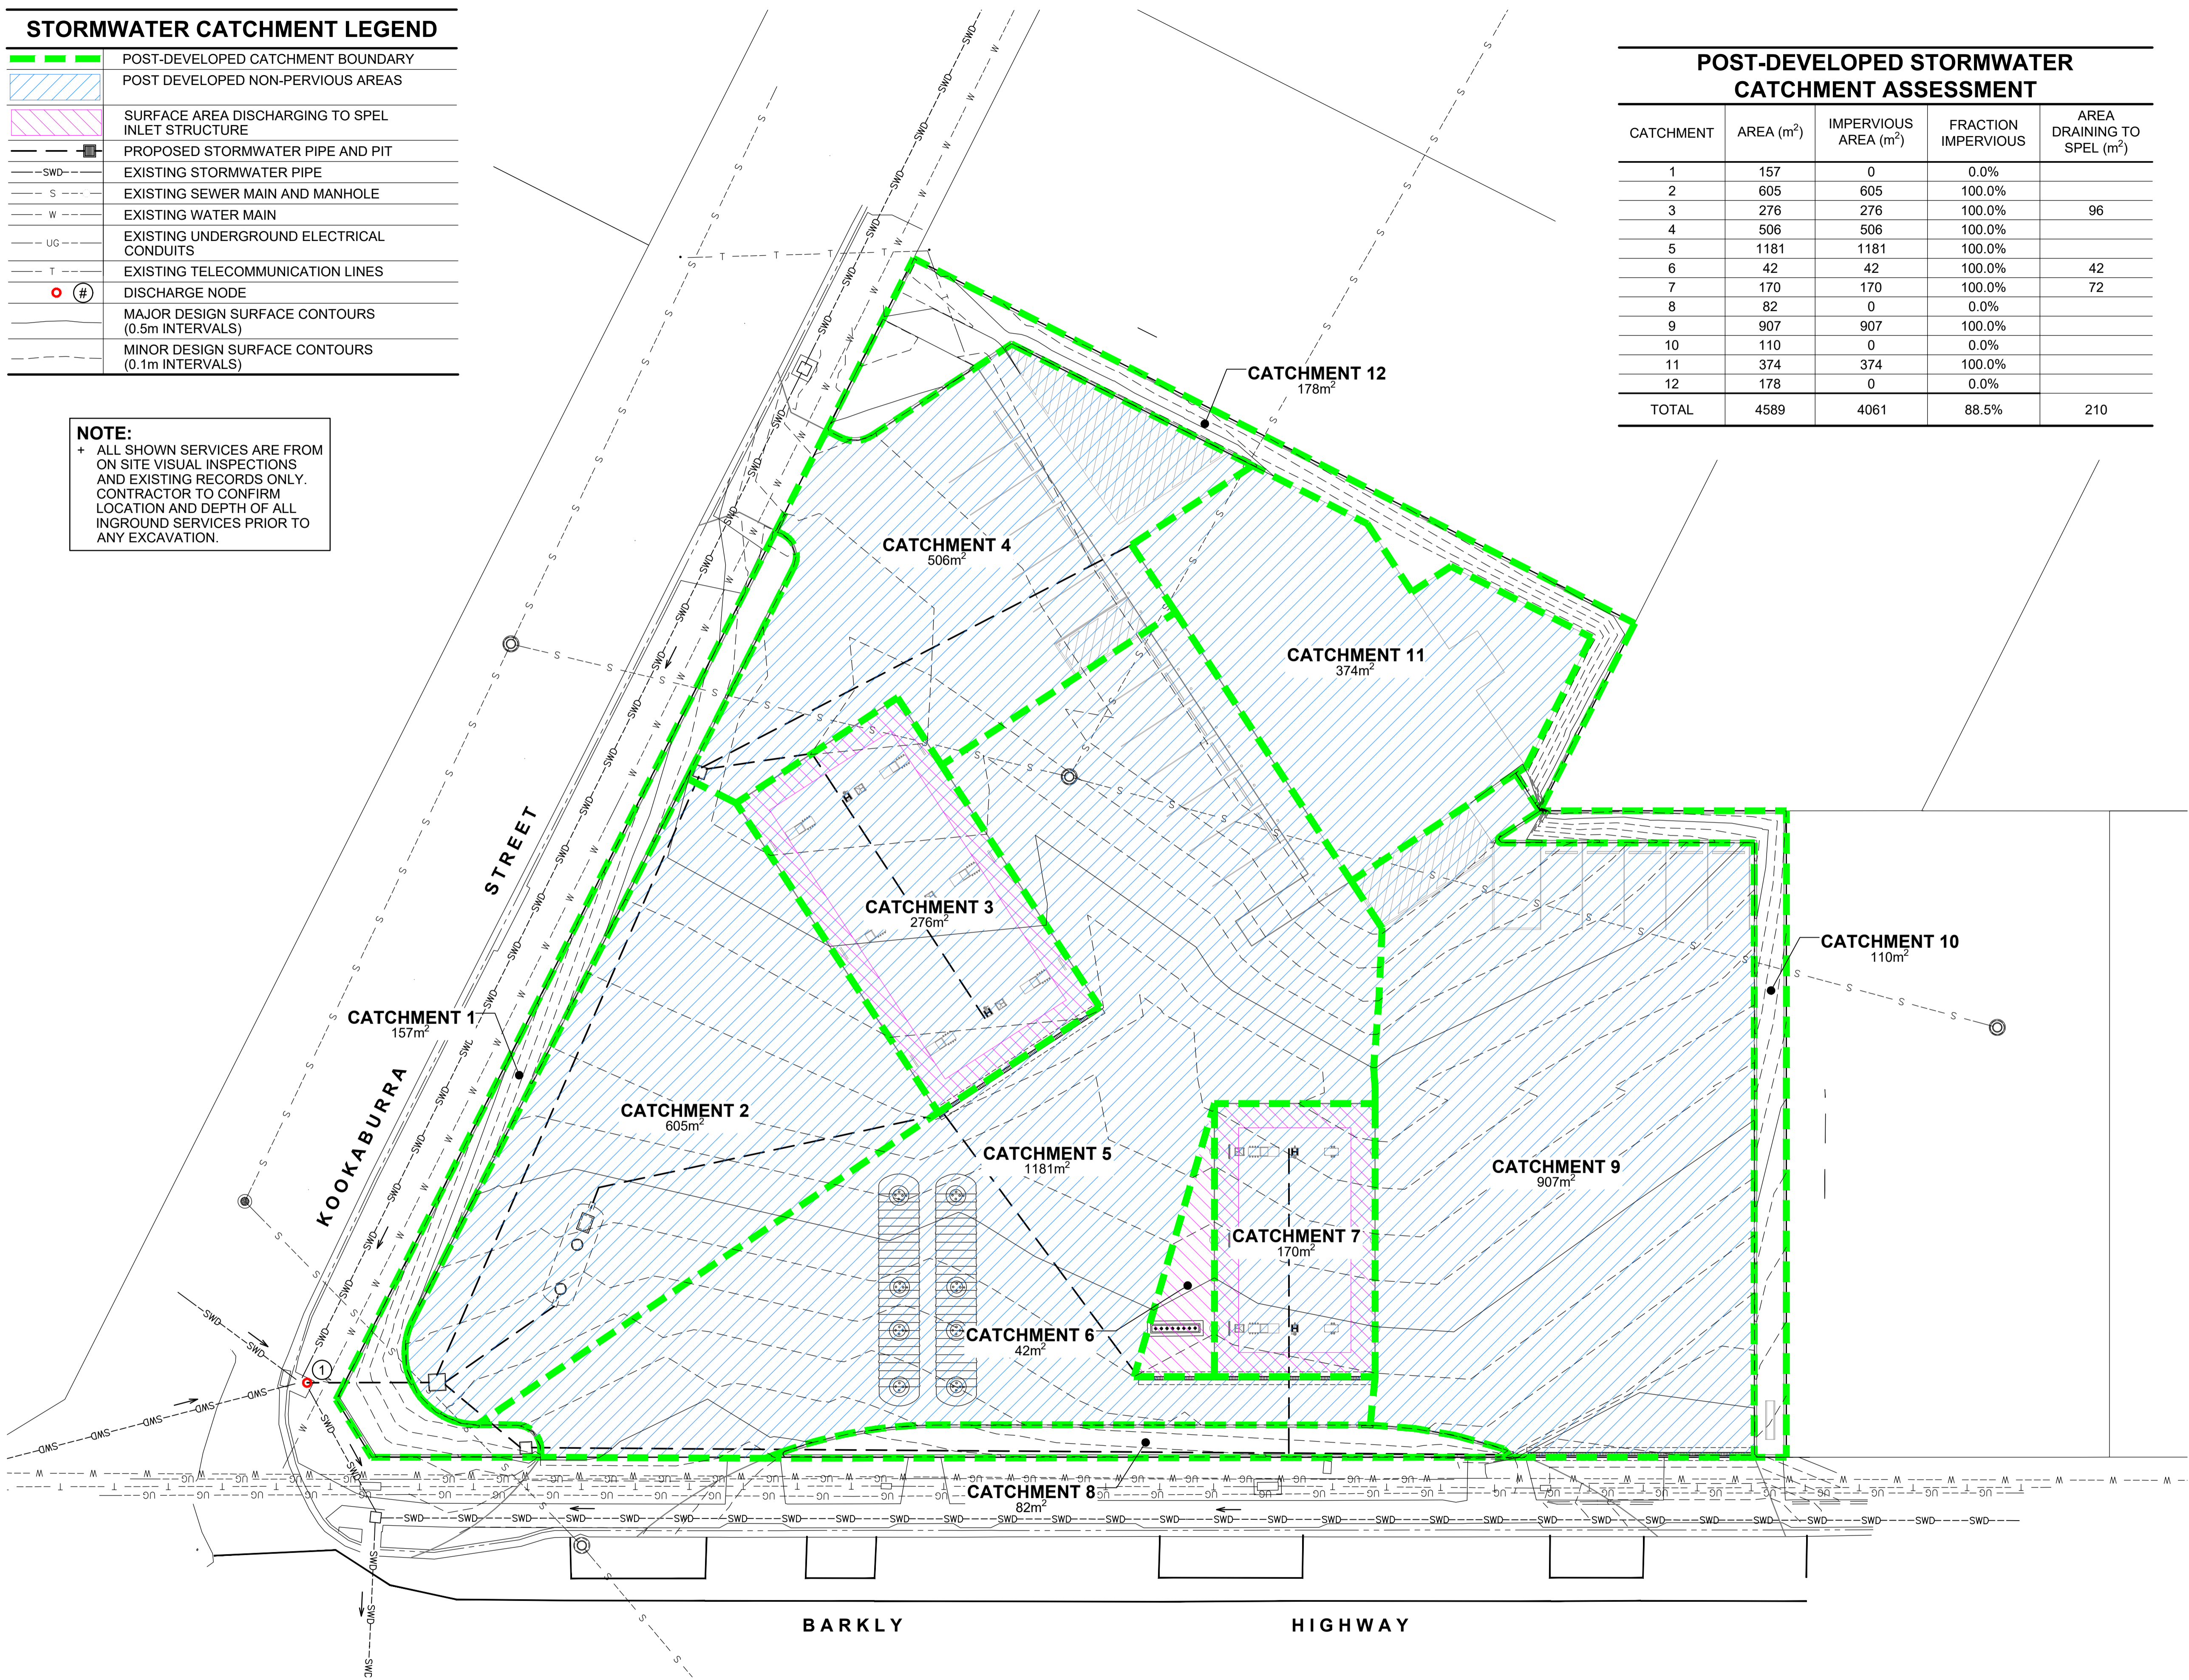 STORMWATER CATCHMENT LEGEND
POST-DEVELOPED CATCHMENT BOUNDARY
POST DEVELOPED NON-PERVIOUS AREAS
SURFACE AREA DISCHARGING TO SPEL
INLET STRUCTURE
PROPOSED STORMWATER PIPE AND PIT
SWD EXISTING STORMWATER PIPE
S EXISTING SEWER MAIN AND MANHOLE
W EXISTING WATER MAIN
UG EXISTING UNDERGROUND ELECTRICAL
CONDUITS
T EXISTING TELECOMMUNICATION LINES
# DISCHARGE NODE
MAJOR DESIGN SURFACE CONTOURS
(0.5m INTERVALS)
MINOR DESIGN SURFACE CONTOURS
(0.1m INTERVALS)
NOTE:
+ ALL SHOWN SERVICES ARE FROM
ON SITE VISUAL INSPECTIONS
AND EXISTING RECORDS ONLY.
CONTRACTOR TO CONFIRM
LOCATION AND DEPTH OF ALL
INGROUND SERVICES PRIOR TO
ANY EXCAVATION.
POST-DEVELOPED STORMWATER
CATCHMENT ASSESSMENT
CATCHMENT AREA (m²) IMPERVIOUS AREA (m²) FRACTION IMPERVIOUS AREA DRAINING TO SPEL (m²)
1 157 0 0.0%
2 605 605 100.0%
3 276 276 100.0% 96
4 506 506 100.0%
5 1181 1181 100.0%
6 42 42 100.0% 42
7 170 170 100.0% 72
8 82 0 0.0%
9 907 907 100.0%
10 110 0 0.0%
11 374 374 100.0%
12 178 0 0.0%
TOTAL 4589 4061 88.5% 210
CATCHMENT 12
178m²
CATCHMENT 4
506m²
CATCHMENT 11
374m²
CATCHMENT 3
276m²
CATCHMENT 10
110m²
CATCHMENT 1
157m²
CATCHMENT 2
605m²
CATCHMENT 5
1181m²
CATCHMENT 9
907m²
CATCHMENT 7
170m²
CATCHMENT 6
42m²
CATCHMENT 8
82m²
1
KOOKABURRA STREET
BARKLY HIGHWAY